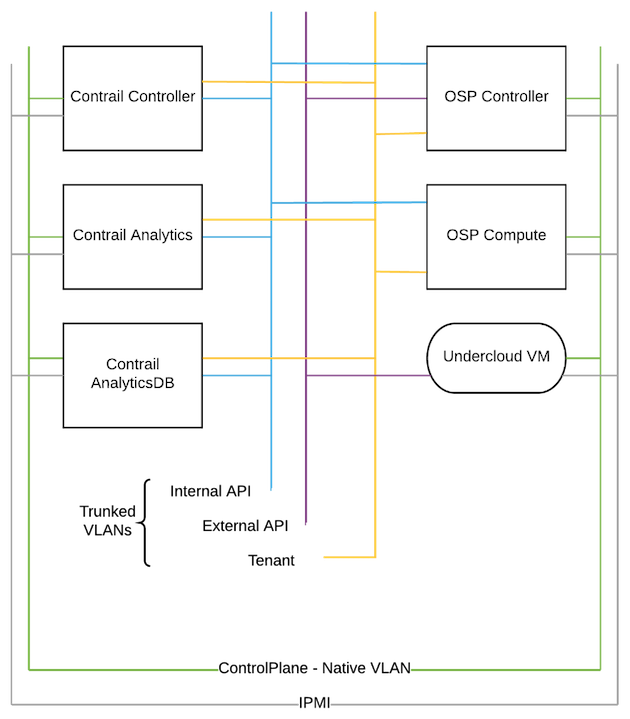 Contrail Controller
OSP Controller
Contrail Analytics
OSP Compute
Contrail
AnalyticsDB
Undercloud VM
Trunked
VLANs
Internal API
External API
Tenant
ControlPlane - Native VLAN
IPMI